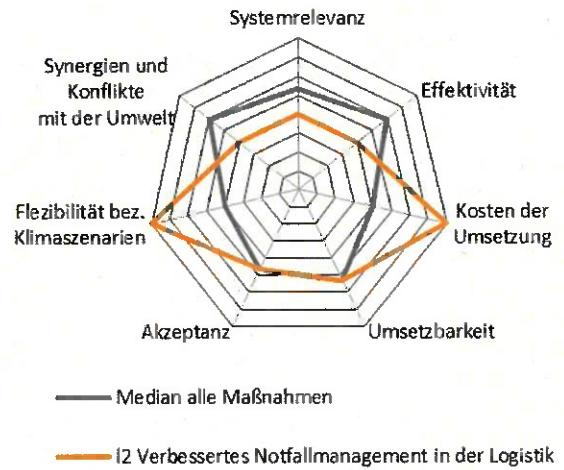 Systemrelevanz
Synergien und
Konflikte
mit der Umwelt
Effektivität
Flezibilität bez.
Klimaszenarien
Kosten der
Umsetzung
Akzeptanz
Umsetzbarkeit
Median alle Maßnahmen
I2 Verbessertes Notfallmanagement in der Logistik